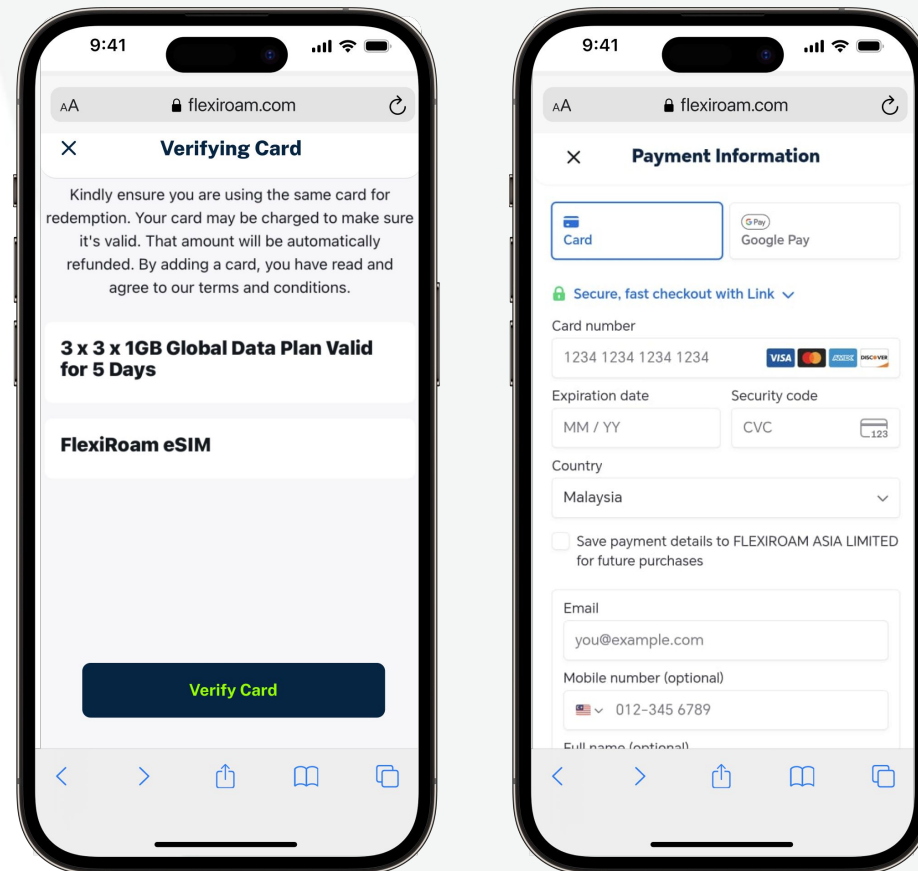 9:41
AA flexiroam.com
Verifying Card
Kindly ensure you are using the same card for
redemption. Your card may be charged to make sure
it's valid. That amount will be automatically
refunded. By adding a card, you have read and
agree to our terms and conditions.
3 x 3 x 1GB Global Data Plan Valid
for 5 Days
FlexiRoam eSIM
Verify Card
9:41
AA flexiroam.com
Payment Information
Card
G Pay
Google Pay
Secure, fast checkout with Link
Card number
1234 1234 1234 1234 VISA AMEX DISCOVER
Expiration date Security code
MM / YY CVC 123
Country
Malaysia
Save payment details to FLEXIROAM ASIA LIMITED
for future purchases
Email
you@example.com
Mobile number (optional)
012-345 6789
Full name (optional)